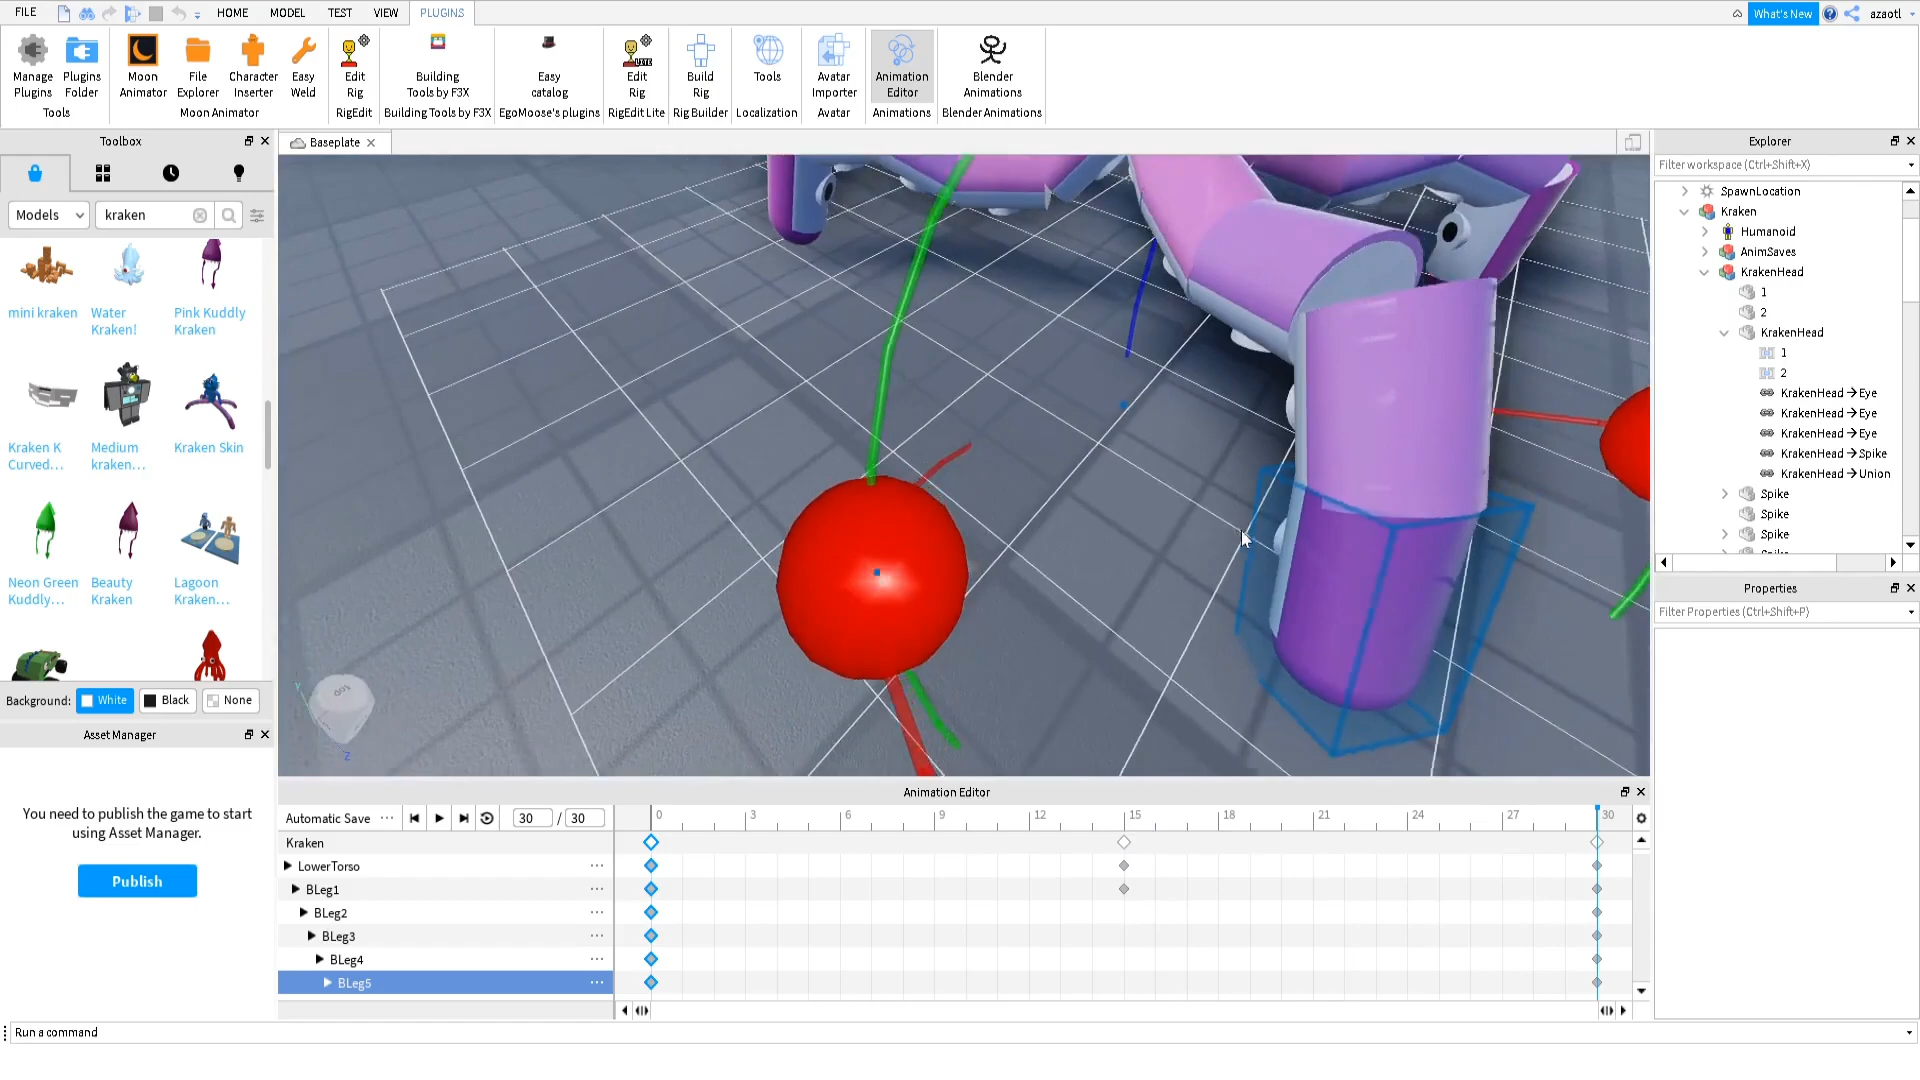 FILE HOME MODEL TEST VIEW PLUGINS What's New azaotl
Manage Plugins
Plugins Folder
Tools
Moon Animator
File Explorer
Character Inserter
Easy Weld
Moon Animator
Edit Rig
RigEdit
Building Tools by F3X
Building Tools by F3X
Easy catalog
EgoMoose's plugins
Edit Rig
RigEdit Lite
Build Rig
Rig Builder
Tools
Localization
Avatar Importer
Avatar
Animation Editor
Animations
Blender Animations
Blender Animations
Toolbox
Models kraken
mini kraken
Water Kraken!
Pink Kuddly Kraken
Kraken K Curved...
Medium kraken...
Kraken Skin
Neon Green Kuddly...
Beauty Kraken
Lagoon Kraken...
Background: White Black None
Asset Manager
You need to publish the game to start
using Asset Manager.
Publish
Baseplate
Y
Z
Animation Editor
Automatic Save ··· 30 / 30
0 3 6 9 12 15 18 21 24 27 30
Kraken
LowerTorso ···
BLeg1 ···
BLeg2 ···
BLeg3 ···
BLeg4 ···
BLeg5 ···
Explorer
Filter workspace (Ctrl+Shift+X)
SpawnLocation
Kraken
Humanoid
AnimSaves
KrakenHead
1
2
KrakenHead
1
2
KrakenHead→Eye
KrakenHead→Eye
KrakenHead→Eye
KrakenHead→Spike
KrakenHead→Union
Spike
Spike
Spike
Properties
Filter Properties (Ctrl+Shift+P)
Run a command